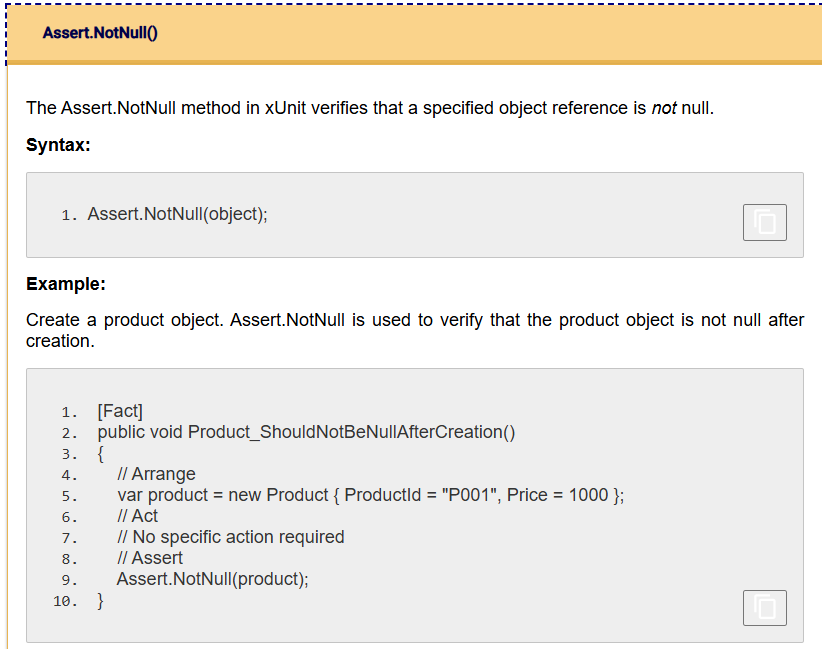 Assert.NotNull()
The Assert.NotNull method in xUnit verifies that a specified object reference is not null.
Syntax:
1. Assert.NotNull(object);
Example:
Create a product object. Assert.NotNull is used to verify that the product object is not null after
creation.
1. [Fact]
2. public void Product_ShouldNotBeNullAfterCreation()
3. {
4. // Arrange
5. var product = new Product { ProductId = "P001", Price = 1000 };
6. // Act
7. // No specific action required
8. // Assert
9. Assert.NotNull(product);
10. }